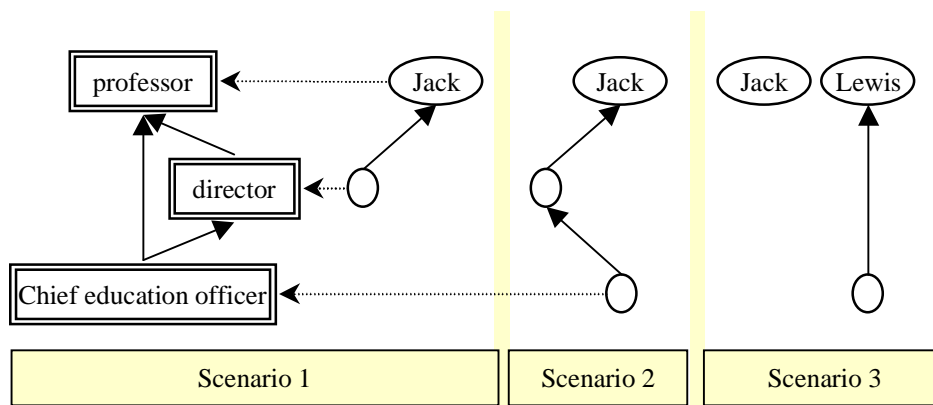 professor
Jack
Jack
Jack
Lewis
director
Chief education officer
Scenario 1
Scenario 2
Scenario 3